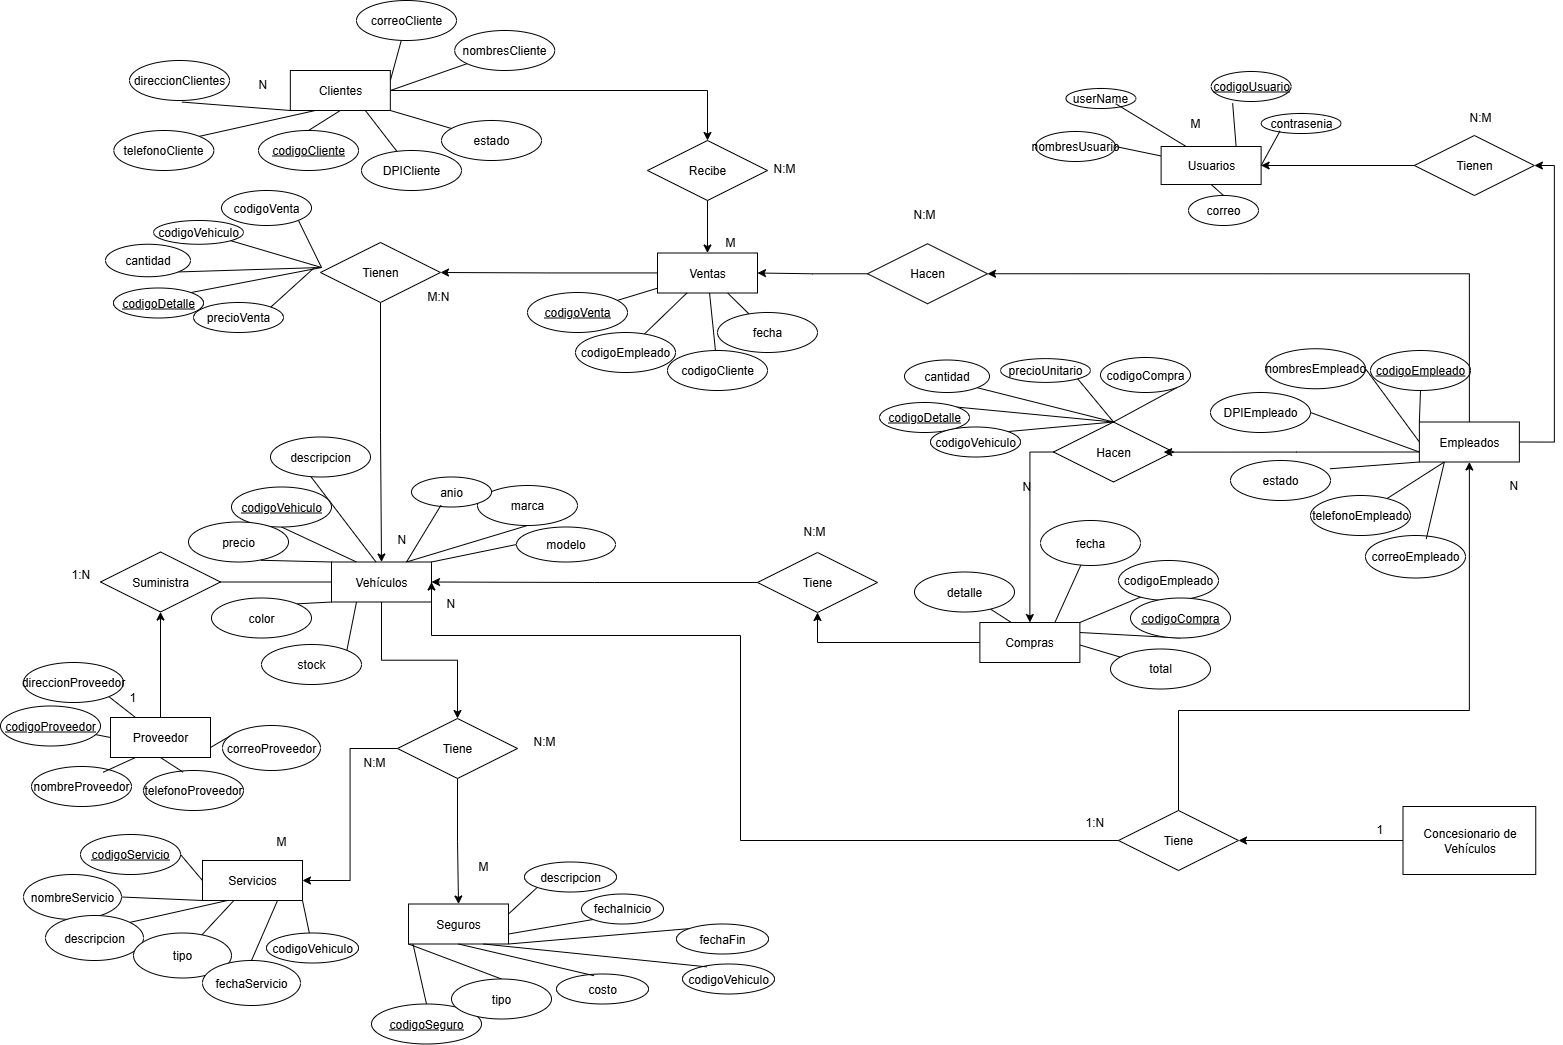 correoCliente
nombresCliente
direccionClientes
N
Clientes
estado
telefonoCliente
codigoCliente
DPICliente
Recibe
N:M
userName
codigoUsuario
M
contrasenia
nombresUsuario
Usuarios
correo
N:M
Tienen
codigoVenta
codigoVehiculo
cantidad
codigoDetalle
precioVenta
Tienen
M:N
M
Ventas
codigoVenta
codigoEmpleado
codigoCliente
fecha
N:M
Hacen
cantidad
precioUnitario
codigoCompra
codigoDetalle
codigoVehiculo
Hacen
N
nombresEmpleado
codigoEmpleado
DPIEmpleado
Empleados
estado
N
telefonoEmpleado
correoEmpleado
descripcion
codigoVehiculo
anio
marca
precio
N
modelo
1:N
Suministra
Vehículos
N
color
stock
N:M
Tiene
fecha
detalle
codigoEmpleado
codigoCompra
Compras
total
direccionProveedor
1
codigoProveedor
Proveedor
correoProveedor
nombreProveedor
telefonoProveedor
Tiene
N:M
N:M
1:N
Tiene
1
Concesionario de
Vehículos
M
codigoServicio
Servicios
nombreServicio
descripcion
tipo
fechaServicio
codigoVehiculo
M
Seguros
descripcion
fechaInicio
fechaFin
codigoVehiculo
costo
tipo
codigoSeguro